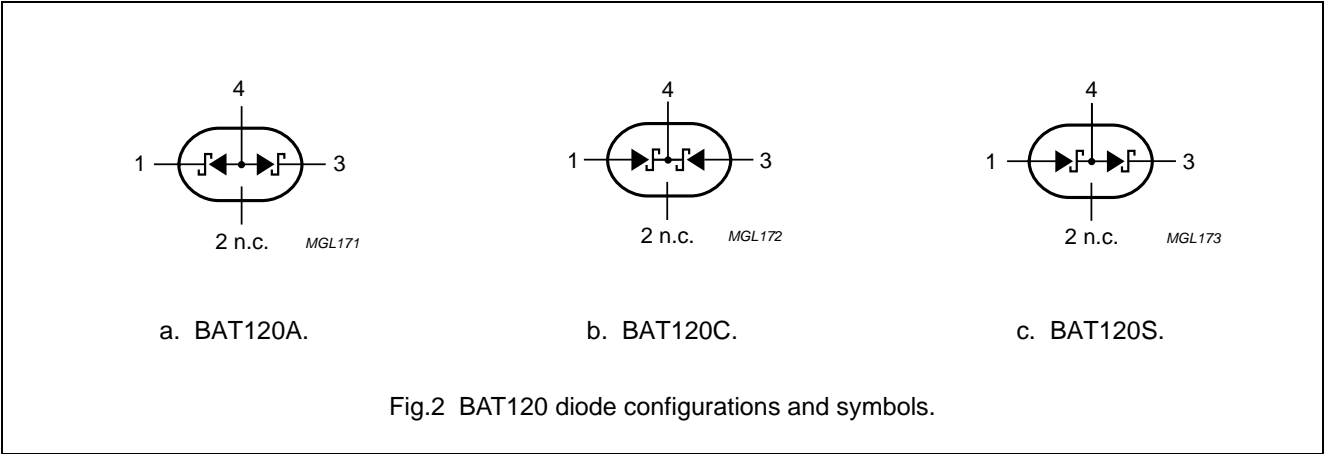 4
1
3
2 n.c.
MGL171
a. BAT120A.
4
1
3
2 n.c.
MGL172
b. BAT120C.
4
1
3
2 n.c.
MGL173
c. BAT120S.
Fig.2 BAT120 diode configurations and symbols.